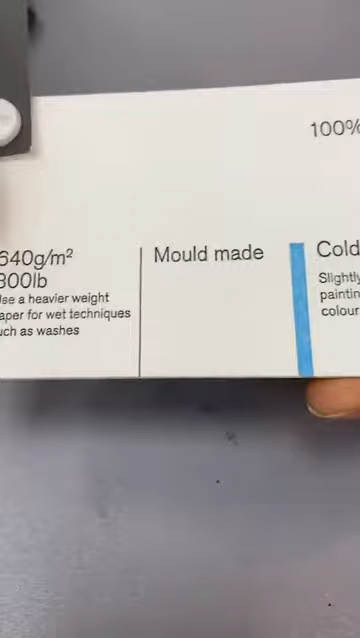 100%
640g/m²
300lb
Use a heavier weight
paper for wet techniques
such as washes
Mould made
Cold
Slightly
painting
colour